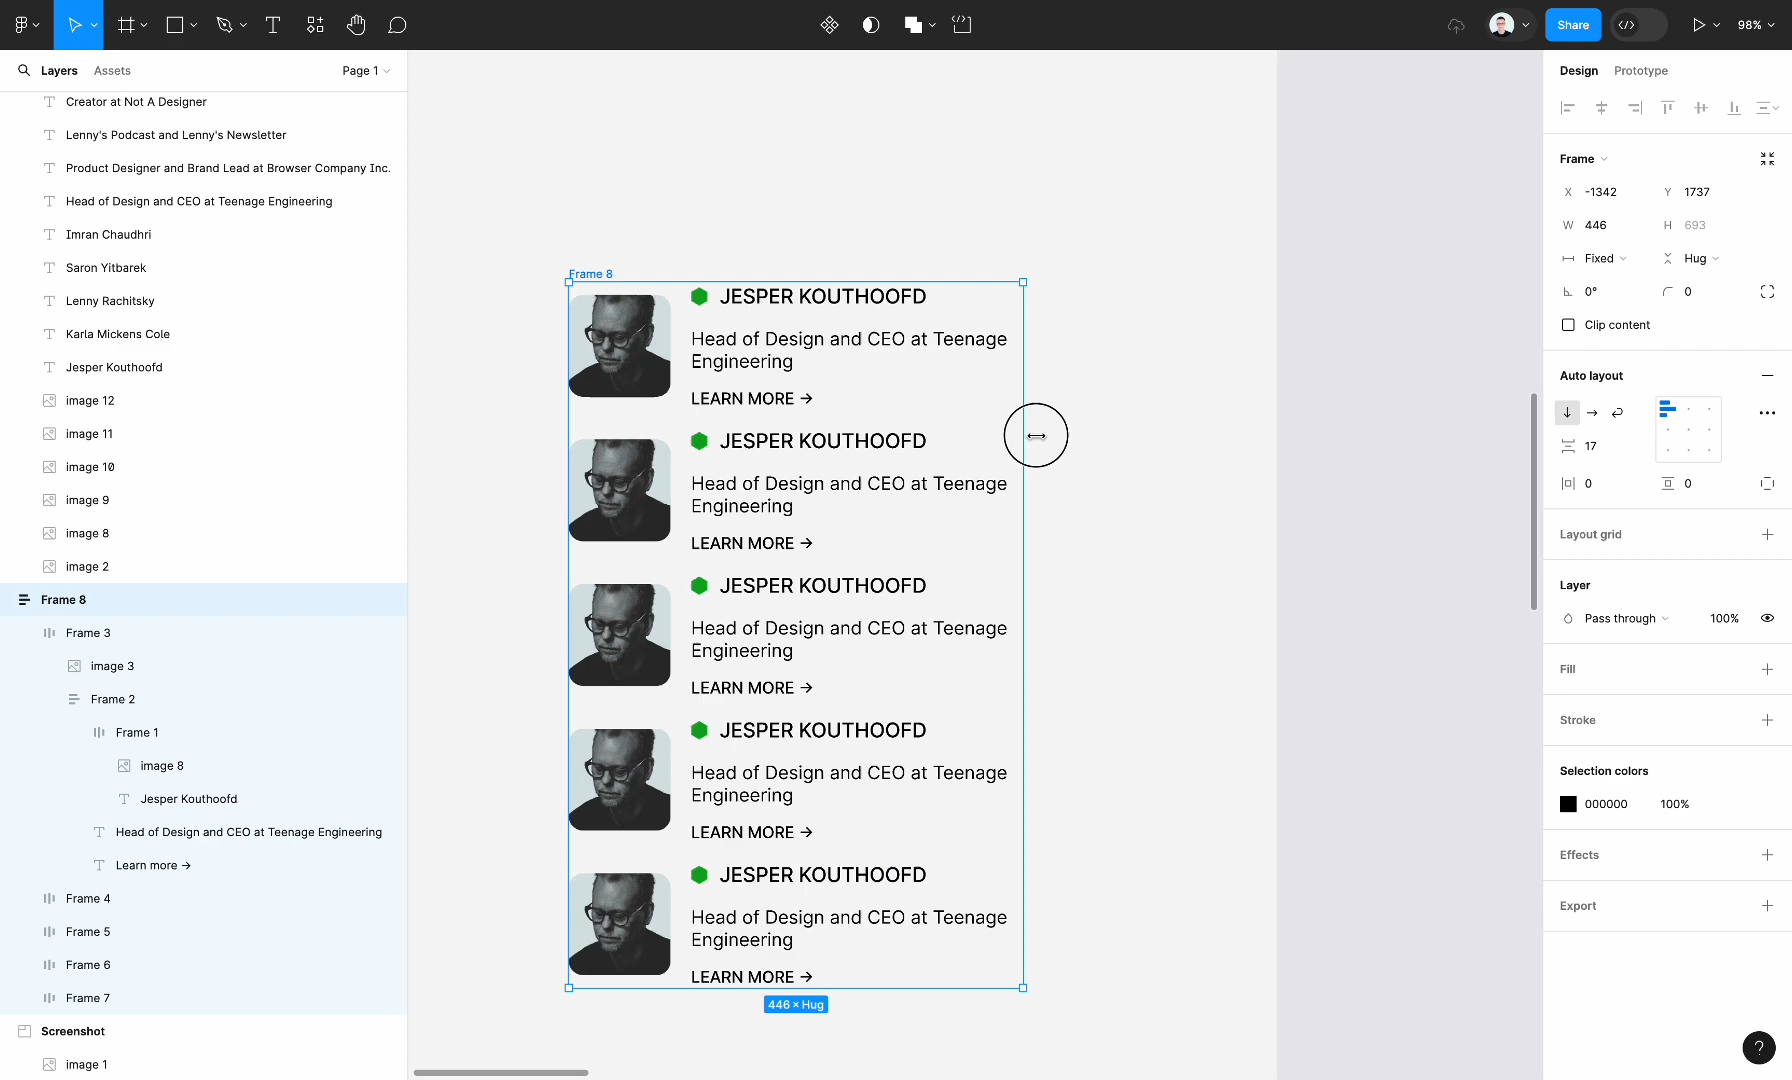 Share
98%
Layers
Assets
Page 1
Creator at Not A Designer
Lenny's Podcast and Lenny's Newsletter
Product Designer and Brand Lead at Browser Company Inc.
Head of Design and CEO at Teenage Engineering
Imran Chaudhri
Saron Yitbarek
Lenny Rachitsky
Karla Mickens Cole
Jesper Kouthoofd
image 12
image 11
image 10
image 9
image 8
image 2
Frame 8
Frame 3
image 3
Frame 2
Frame 1
image 8
Jesper Kouthoofd
Head of Design and CEO at Teenage Engineering
Learn more →
Frame 4
Frame 5
Frame 6
Frame 7
Screenshot
image 1
Frame 8
JESPER KOUTHOOFD
Head of Design and CEO at Teenage
Engineering
LEARN MORE →
JESPER KOUTHOOFD
Head of Design and CEO at Teenage
Engineering
LEARN MORE →
JESPER KOUTHOOFD
Head of Design and CEO at Teenage
Engineering
LEARN MORE →
JESPER KOUTHOOFD
Head of Design and CEO at Teenage
Engineering
LEARN MORE →
JESPER KOUTHOOFD
Head of Design and CEO at Teenage
Engineering
LEARN MORE →
446 × Hug
Design
Prototype
Frame
X -1342 Y 1737
W 446 H 693
Fixed Hug
0° 0
Clip content
Auto layout
17
0 0
Layout grid
Layer
Pass through 100%
Fill
Stroke
Selection colors
000000 100%
Effects
Export
?